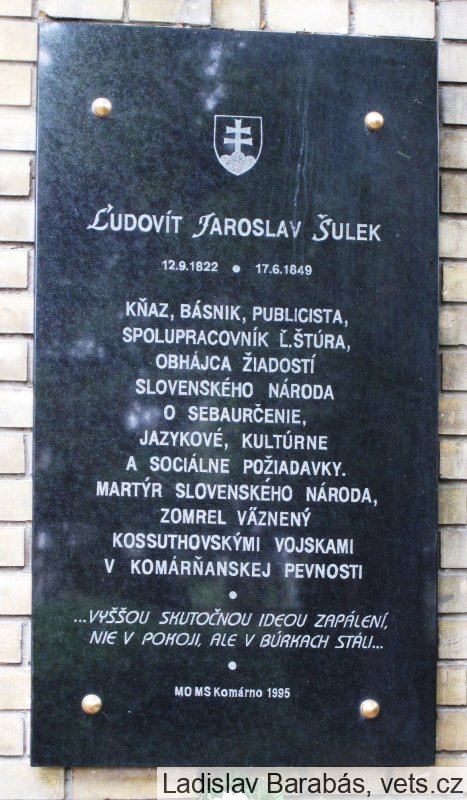 Ľudovít Jaroslav Šulek
12.9.1822 • 17.6.1849
KŇAZ, BÁSNIK, PUBLICISTA,
SPOLUPRACOVNÍK Ľ.ŠTÚRA,
OBHÁJCA ŽIADOSTÍ
SLOVENSKÉHO NÁRODA
O SEBAURČENIE,
JAZYKOVÉ, KULTÚRNE
A SOCIÁLNE POŽIADAVKY.
MARTÝR SLOVENSKÉHO NÁRODA,
ZOMREL VÄZNENÝ
KOSSUTHOVSKÝMI VOJSKAMI
V KOMÁRŇANSKEJ PEVNOSTI
•
...VYŠŠOU SKUTOČNOU IDEOU ZAPÁLENÍ,
NIE V POKOJI, ALE V BÚRKACH STÁLI...
•
MO MS Komárno 1995
Ladislav Barabás, vets.cz